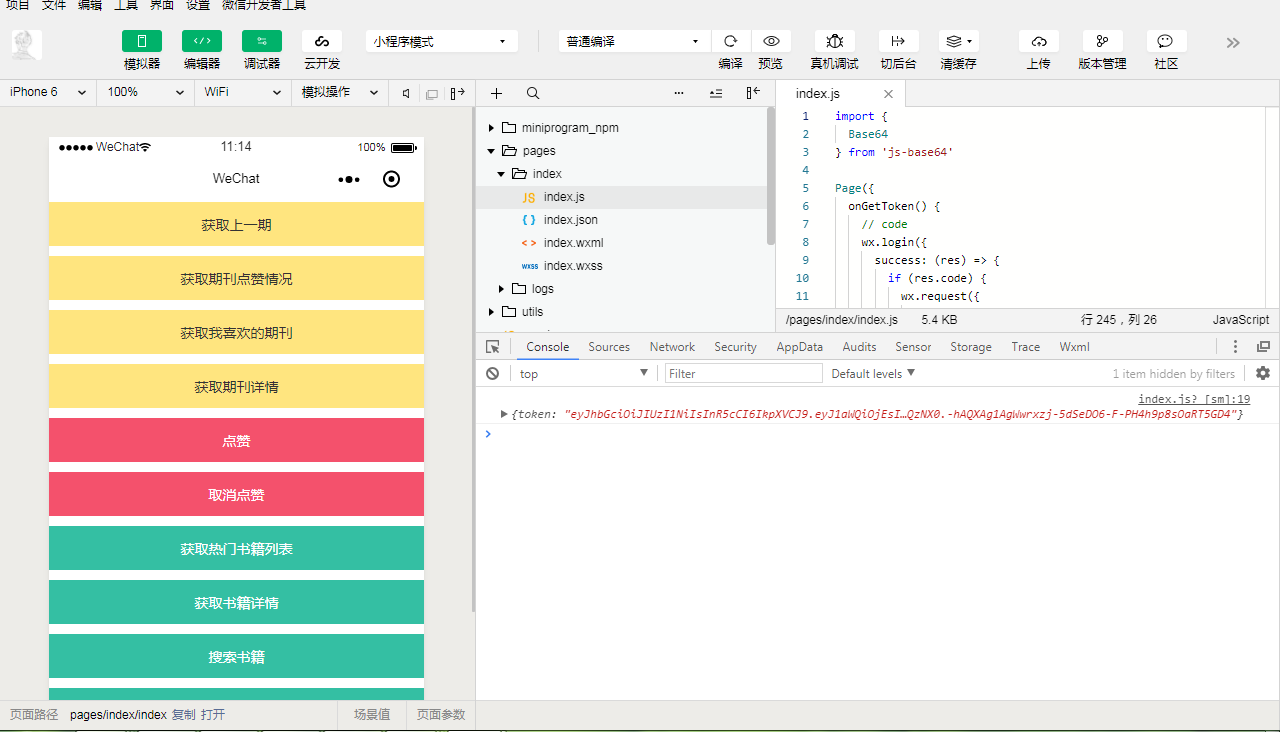 项目 文件 编辑 工具 界面 设置 微信开发者工具
模拟器 编辑器 调试器 云开发
小程序模式
普通编译
编译 预览 真机调试 切后台 清缓存 上传 版本管理 社区
iPhone 6 100% WiFi 模拟操作
WeChat 11:14 100%
WeChat
获取上一期
获取期刊点赞情况
获取我喜欢的期刊
获取期刊详情
点赞
取消点赞
获取热门书籍列表
获取书籍详情
搜索书籍
页面路径 pages/index/index 复制 打开 场景值 页面参数
miniprogram_npm
pages
index
JS index.js
{ } index.json
< > index.wxml
wxss index.wxss
logs
utils
index.js
1 import {
2 Base64
3 } from 'js-base64'
4
5 Page({
6 onGetToken() {
7 // code
8 wx.login({
9 success: (res) => {
10 if (res.code) {
11 wx.request({
/pages/index/index.js 5.4 KB 行 245，列 26 JavaScript
Console Sources Network Security AppData Audits Sensor Storage Trace Wxml
top Filter Default levels 1 item hidden by filters
index.js? [sm]:19
{token: "eyJhbGciOiJIUzI1NiIsInR5cCI6IkpXVCJ9.eyJ1aWQiOjEsI…QzNX0.-hAQXAg1AgWwrxzj-5dSeDO6-F-PH4h9p8sOaRT5GD4"}